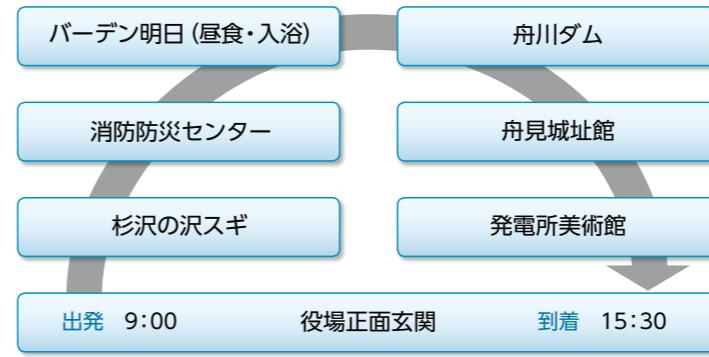 バーデン明日（昼食・入浴）
舟川ダム
消防防災センター
舟見城址館
杉沢の沢スギ
発電所美術館
出発 9:00 役場正面玄関 到着 15:30